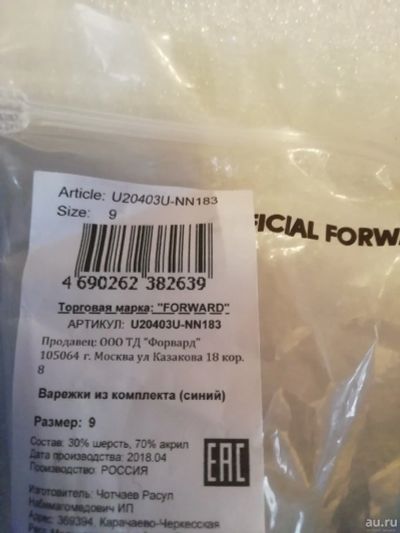 Article: U20403U-NN183
Size: 9
4 690262 382639
Торговая марка: "FORWARD"
АРТИКУЛ: U20403U-NN183
Продавец: ООО ТД "Форвард"
105064 г. Москва ул Казакова 18 кор.
8
Варежки из комплекта (синий)
Размер: 9
Состав: 30% шерсть, 70% акрил
Дата производства: 2018.04
Производство: РОССИЯ
EAC
Изготовитель: Чотчаев Расул
Набимагомедович ИП
Адрес: 369394, Карачаево-Черкесская
FICIAL FORW
au.ru